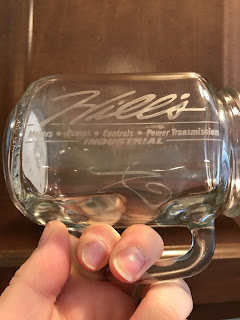 Hill's
Motors • Pumps • Controls • Power Transmission
INDUSTRIAL